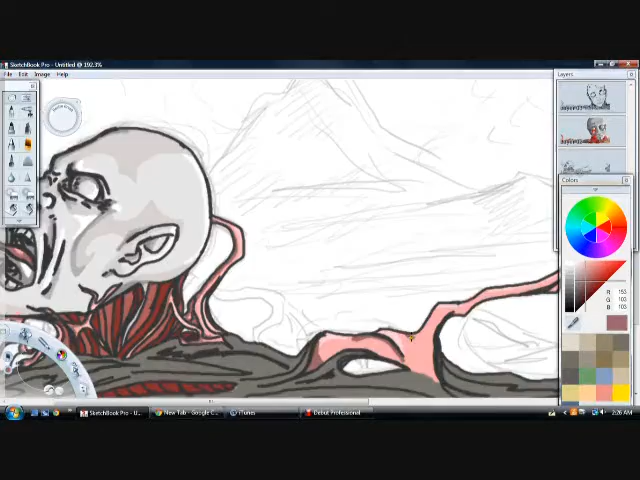 SketchBook Pro - Untitled @ 192.3%
File Edit Image Help
Layers
Colors
R 153
G 103
B 103
SketchBook Pro - U...
New Tab - Google C...
iTunes
Debut Professional
2:26 AM